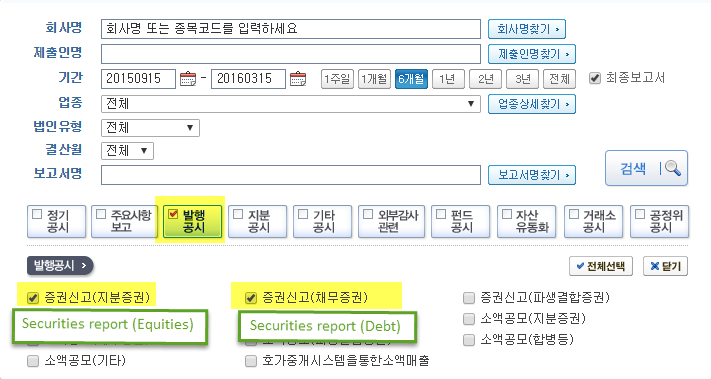 회사명 회사명 또는 종목코드를 입력하세요 회사명찾기 ›
제출인명 제출인명찾기 ›
기간 20150915 - 20160315 1주일 1개월 6개월 1년 2년 3년 전체 최종보고서
업종 전체 업종상세찾기 ›
법인유형 전체
결산월 전체
보고서명 보고서명찾기 ›
검색
정기
공시
주요사항
보고
발행
공시
지분
공시
기타
공시
외부감사
관련
펀드
공시
자산
유동화
거래소
공시
공정위
공시
발행공시 전체선택 닫기
증권신고(지분증권) 증권신고(채무증권) 증권신고(파생결합증권)
Securities report (Equities) Securities report (Debt) 소액공모(지분증권)
소액공모(합병등)
소액공모(기타) 호가중개시스템을통한소액매출